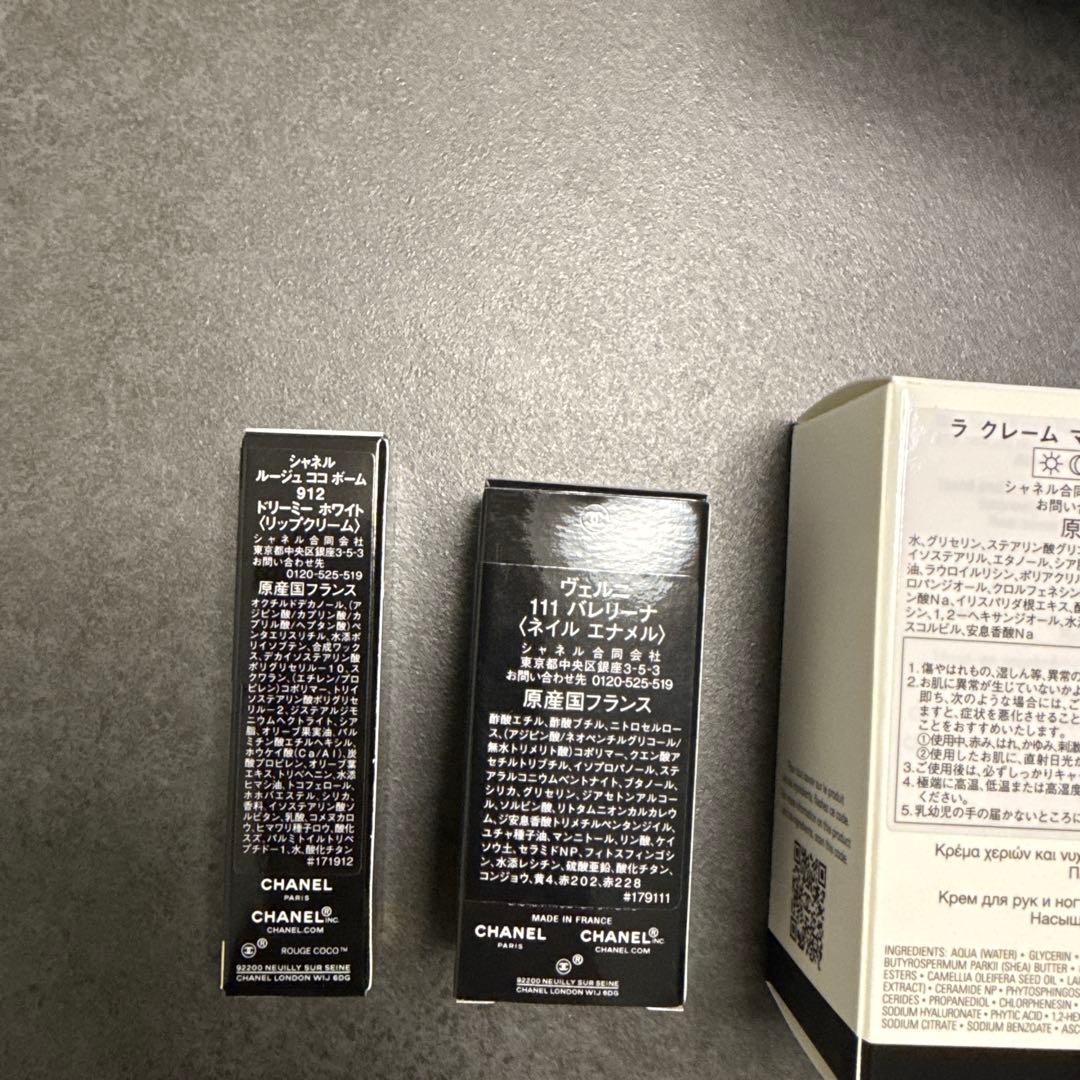 シャネル
ルージュ ココ ボーム
912
ドリーミー ホワイト
〈リップクリーム〉
シャネル合同会社
東京都中央区銀座3-5-3
お問い合わせ先
0120-525-519
原産国フランス
オクチルドデカノール、(ア
ジピン酸/カプリン酸/カ
プリル酸/ヘプタン酸)ペ
ンタエリスリチル、水添ポ
リイソブテン、合成ワック
ス、デカイソステアリン酸
ポリグリセリル-10、ス
クワラン、(エチレン/プロ
ピレン)コポリマー、トリイ
ソステアリン酸ポリグリセ
リル-2、ジステアルジモ
ニウムヘクトライト、シア
脂、オリーブ果実油、パル
ミチン酸エチルヘキシル、
ホウケイ酸(Ca/Al)、炭
酸プロピレン、オリーブ葉
エキス、トリベヘニン、水添
ヒマシ油、トコフェロール、
ホホバエステル、シリカ、
香料、イソステアリン酸ソ
ルビタン、乳酸、コメヌカロ
ウ、ヒマワリ種子ロウ、酸化
スズ、パルミトイルトリペ
プチド-1、水、酸化チタン
#171912
CHANEL
PARIS
CHANEL® INC.
CHANEL.COM
® ROUGE COCO™
92200 NEUILLY SUR SEINE
CHANEL LONDON W1J 6DG
ヴェルニ
111 バレリーナ
〈ネイル エナメル〉
シャネル合同会社
東京都中央区銀座3-5-3
お問い合わせ先 0120-525-519
原産国フランス
酢酸エチル、酢酸ブチル、ニトロセルロー
ス、(アジピン酸/ネオペンチルグリコール/
無水トリメリト酸)コポリマー、クエン酸ア
セチルトリブチル、イソプロパノール、ステ
アラルコニウムベントナイト、ブタノール、
シリカ、グリセリン、ジアセトンアルコー
ル、ソルビン酸、リトタムニオンカルカレウ
ム、ジ安息香酸トリメチルペンタンジイル、
ユチャ種子油、マンニトール、リン酸、ケイ
ソウ土、セラミドNP、フィトスフィンゴシ
ン、水添レシチン、硫酸亜鉛、酸化チタン、
コンジョウ、黄4、赤202、赤228
#179111
MADE IN FRANCE
CHANEL
PARIS
CHANEL® INC.
CHANEL.COM
®
92200 NEUILLY SUR SEINE
CHANEL LONDON W1J 6DG
ラ クレーム マ
シャネル合同
お問い合
原
水、グリセリン、ステアリン酸グリ
イソステアリル、エタノール、シア脂
油、ラウロイルリシン、ポリアクリル
ロパンジオール、クロルフェネシン
ン酸Na、イリスパリダ根エキス、
シン、1,2-ヘキサンジオール、水
スコルビル、安息香酸Na
1.傷やはれもの、湿しん等、異常の
2.お肌に異常が生じていないかよ
即ち、次のような場合には、ご
ますと、症状を悪化させること
ことをおすすめいたします。
①使用中、赤み、はれ、かゆみ、刺激
②使用したお肌に、直射日光か
3.ご使用後は、必ずしっかりキャ
4.極端に高温、低温または高湿度
ください。
5.乳幼児の手の届かないところに
Κρέμα χεριών και νυχ
Π
Крем для рук и ног
Насыщ
INGREDIENTS: AQUA (WATER) • GLYCERIN •
BUTYROSPERMUM PARKII (SHEA) BUTTER •
ESTERS • CAMELLIA OLEIFERA SEED OIL •
EXTRACT) • CERAMIDE NP • PHYTOSPHINGOS
CERIDES • PROPANEDIOL • CHLORPHENESIN •
SODIUM HYALURONATE • PHYTIC ACID • 1,2-HEX
SODIUM CITRATE • SODIUM BENZOATE • ASC